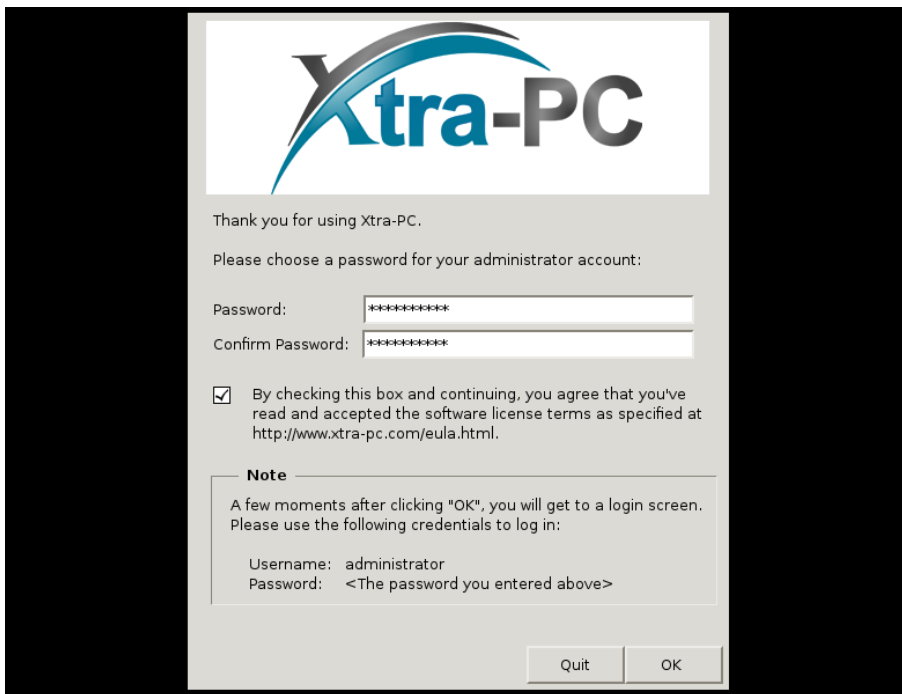 Xtra-PC
Thank you for using Xtra-PC.
Please choose a password for your administrator account:
Password: **********
Confirm Password: **********
By checking this box and continuing, you agree that you've
read and accepted the software license terms as specified at
http://www.xtra-pc.com/eula.html.
Note
A few moments after clicking "OK", you will get to a login screen.
Please use the following credentials to log in:
Username: administrator
Password: <The password you entered above>
Quit OK